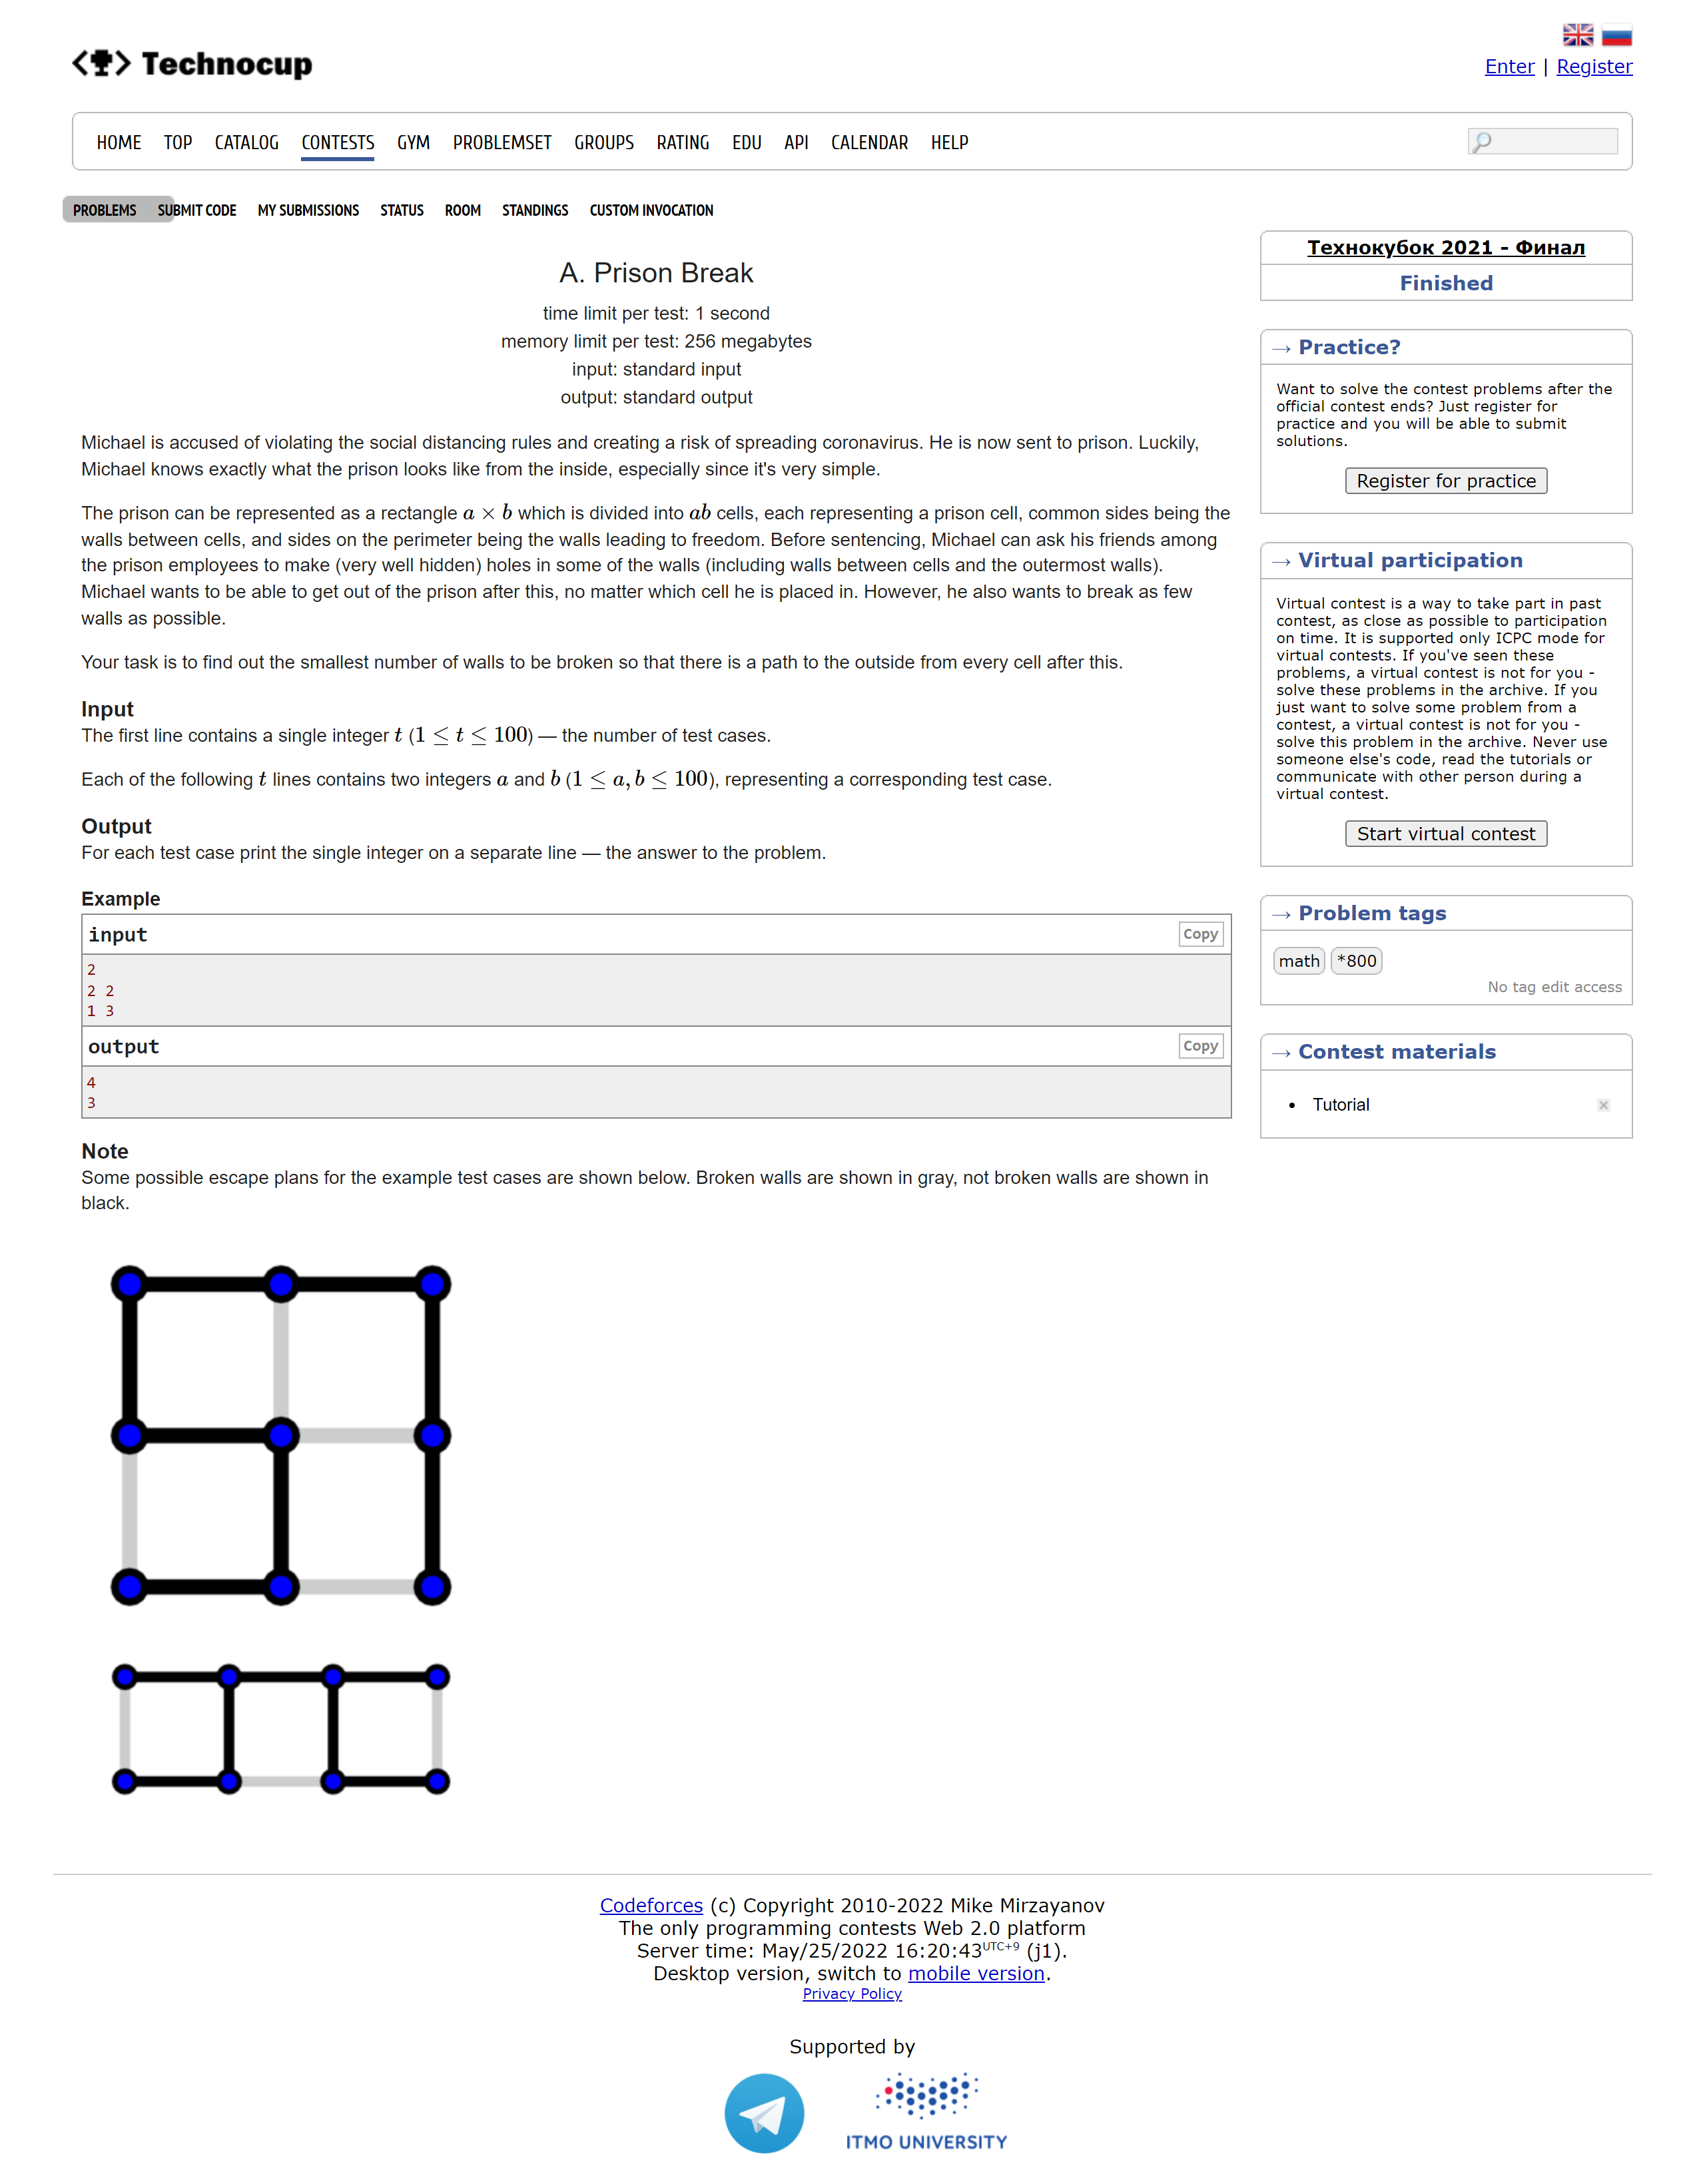 Technocup
Enter | Register
HOME TOP CATALOG CONTESTS GYM PROBLEMSET GROUPS RATING EDU API CALENDAR HELP
PROBLEMS SUBMIT CODE MY SUBMISSIONS STATUS ROOM STANDINGS CUSTOM INVOCATION
A. Prison Break
time limit per test: 1 second
memory limit per test: 256 megabytes
input: standard input
output: standard output
Michael is accused of violating the social distancing rules and creating a risk of spreading coronavirus. He is now sent to prison. Luckily,
Michael knows exactly what the prison looks like from the inside, especially since it's very simple.
The prison can be represented as a rectangle a × b which is divided into ab cells, each representing a prison cell, common sides being the
walls between cells, and sides on the perimeter being the walls leading to freedom. Before sentencing, Michael can ask his friends among
the prison employees to make (very well hidden) holes in some of the walls (including walls between cells and the outermost walls).
Michael wants to be able to get out of the prison after this, no matter which cell he is placed in. However, he also wants to break as few
walls as possible.
Your task is to find out the smallest number of walls to be broken so that there is a path to the outside from every cell after this.
Input
The first line contains a single integer t (1 ≤ t ≤ 100) — the number of test cases.
Each of the following t lines contains two integers a and b (1 ≤ a, b ≤ 100), representing a corresponding test case.
Output
For each test case print the single integer on a separate line — the answer to the problem.
Example
input
Copy
2
2 2
1 3
output
Copy
4
3
Note
Some possible escape plans for the example test cases are shown below. Broken walls are shown in gray, not broken walls are shown in
black.
Технокубок 2021 - Финал
Finished
→ Practice?
Want to solve the contest problems after the
official contest ends? Just register for
practice and you will be able to submit
solutions.
Register for practice
→ Virtual participation
Virtual contest is a way to take part in past
contest, as close as possible to participation
on time. It is supported only ICPC mode for
virtual contests. If you've seen these
problems, a virtual contest is not for you -
solve these problems in the archive. If you
just want to solve some problem from a
contest, a virtual contest is not for you -
solve this problem in the archive. Never use
someone else's code, read the tutorials or
communicate with other person during a
virtual contest.
Start virtual contest
→ Problem tags
math *800
No tag edit access
→ Contest materials
• Tutorial
Codeforces (c) Copyright 2010-2022 Mike Mirzayanov
The only programming contests Web 2.0 platform
Server time: May/25/2022 16:20:43 UTC+9 (j1).
Desktop version, switch to mobile version.
Privacy Policy
Supported by
ITMO UNIVERSITY